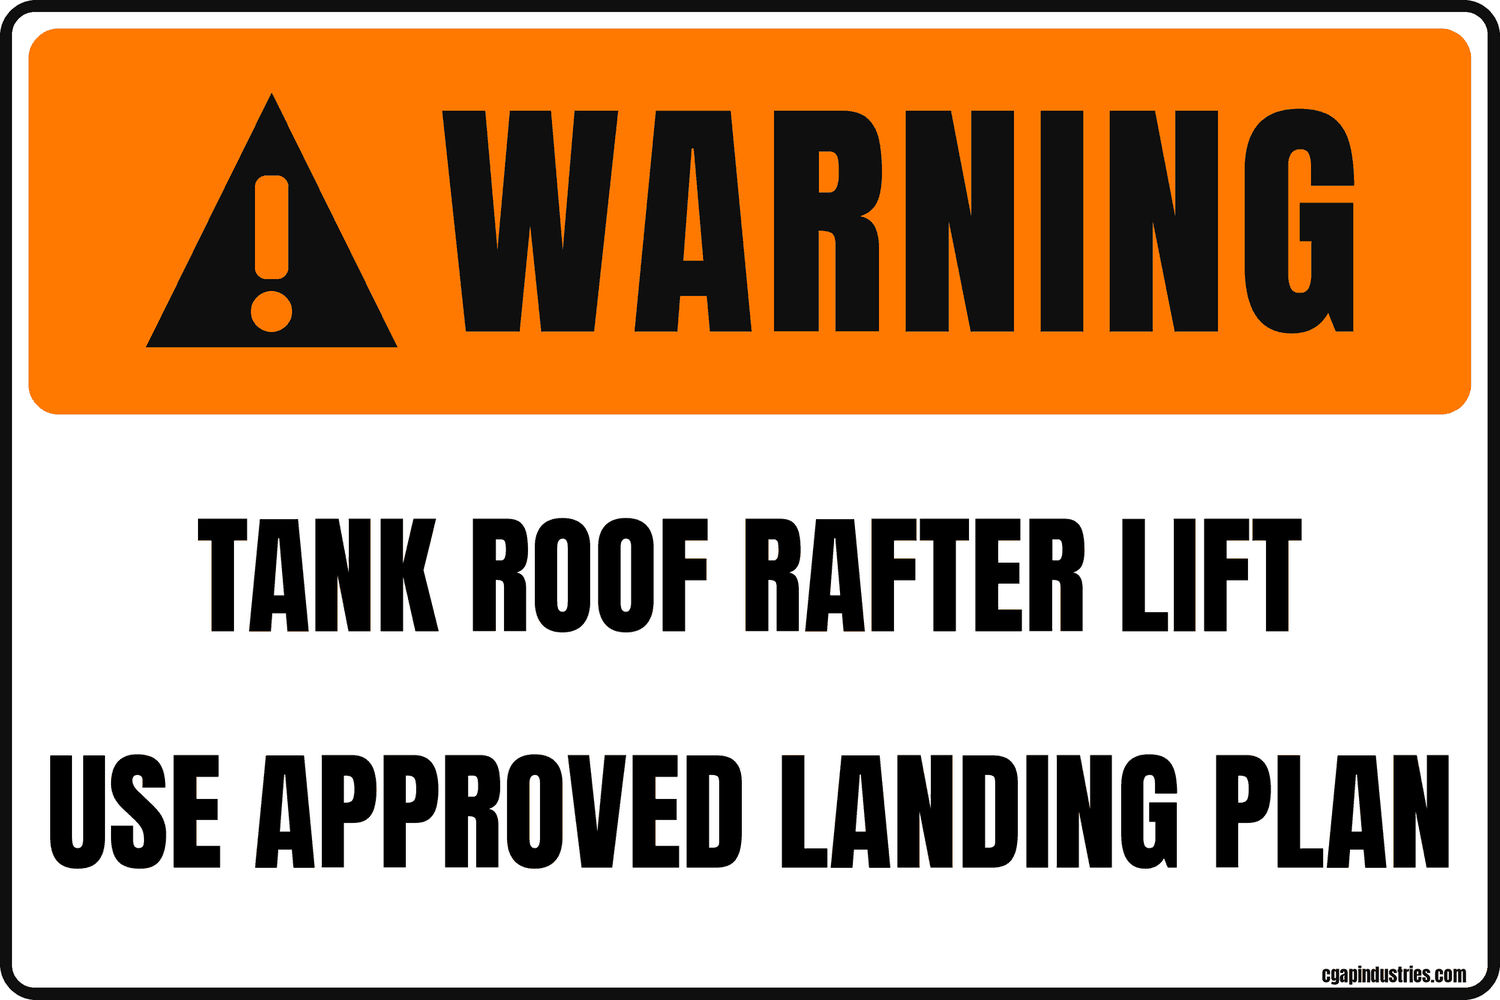 WARNING
TANK ROOF RAFTER LIFT
USE APPROVED LANDING PLAN
cgapindustries.com